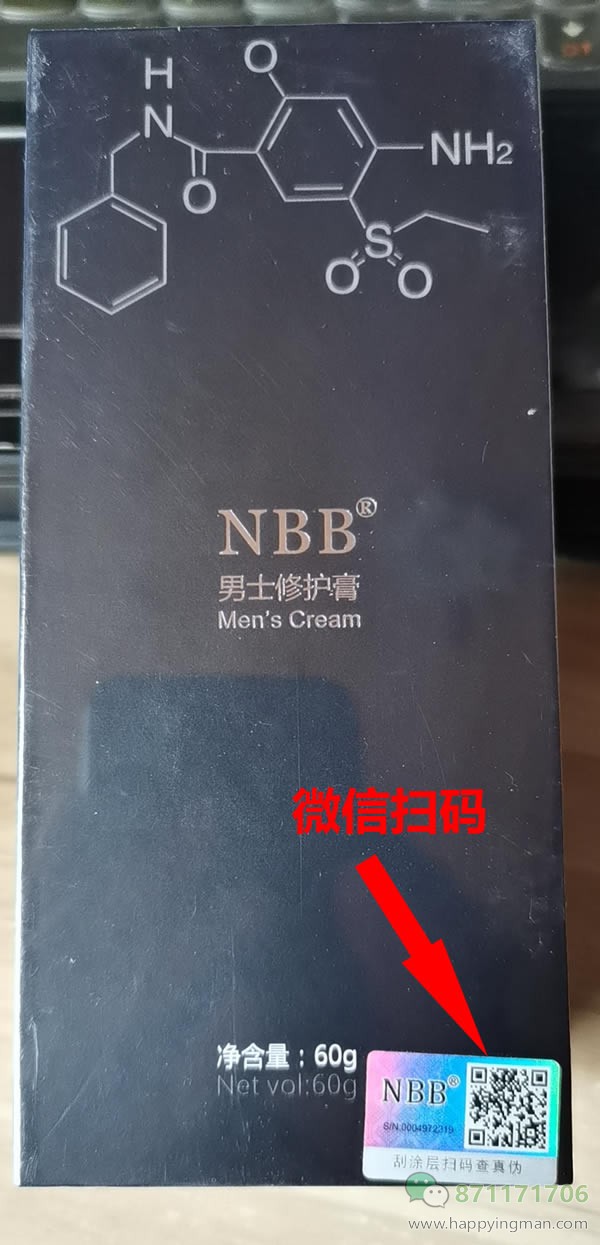 H
N
O
O
NH2
S
O
O
NBB®
男士修护膏
Men's Cream
微信扫码
净含量：60g
Net vol:60g
NBB®
S/N.0004972319
刮涂层扫码查真伪
871171706
www.happyingman.com